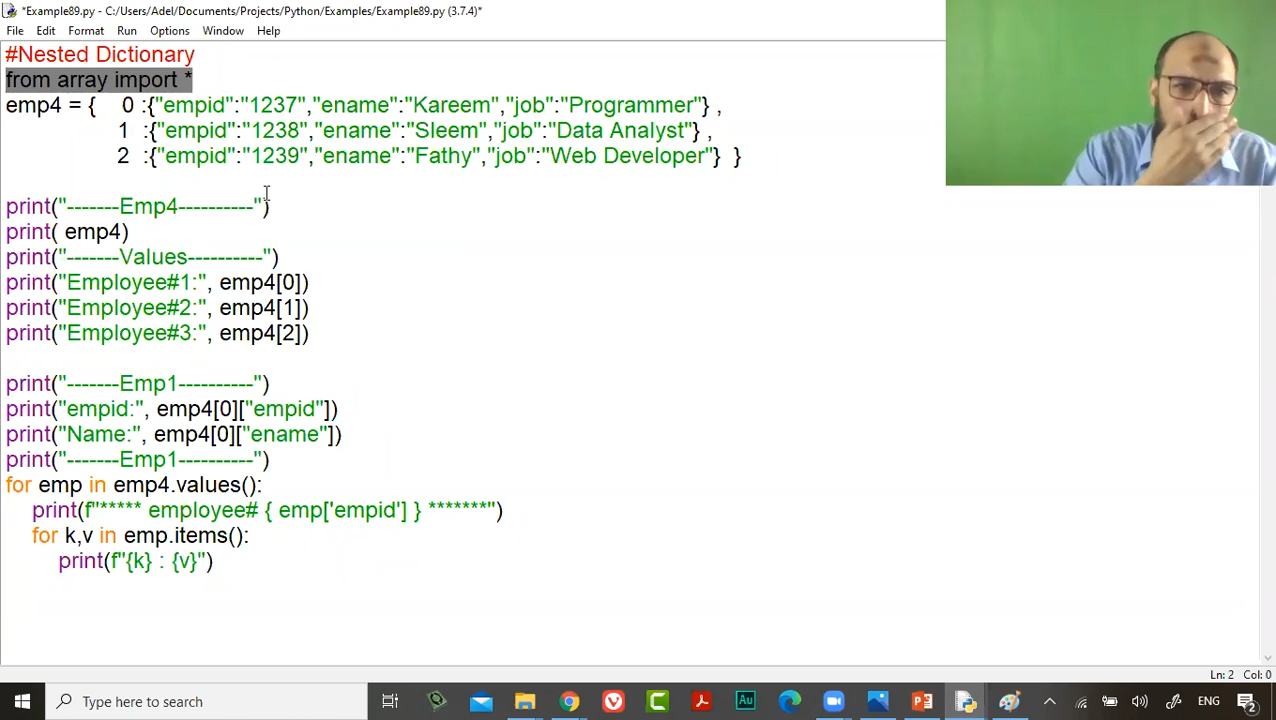 *Example89.py - C:/Users/Adel/Documents/Projects/Python/Examples/Example89.py (3.7.4)*
File Edit Format Run Options Window Help
#Nested Dictionary
from array import *
emp4 = { 0 :{"empid":"1237","ename":"Kareem","job":"Programmer"} ,
1 :{"empid":"1238","ename":"Sleem","job":"Data Analyst"} ,
2 :{"empid":"1239","ename":"Fathy","job":"Web Developer"} }
print("-------Emp4----------")
print( emp4)
print("-------Values----------")
print("Employee#1:", emp4[0])
print("Employee#2:", emp4[1])
print("Employee#3:", emp4[2])
print("-------Emp1----------")
print("empid:", emp4[0]["empid"])
print("Name:", emp4[0]["ename"])
print("-------Emp1----------")
for emp in emp4.values():
print(f"***** employee# { emp['empid'] } *******")
for k,v in emp.items():
print(f"{k} : {v}")
Ln: 2 Col: 0
Type here to search
Au
ENG
2